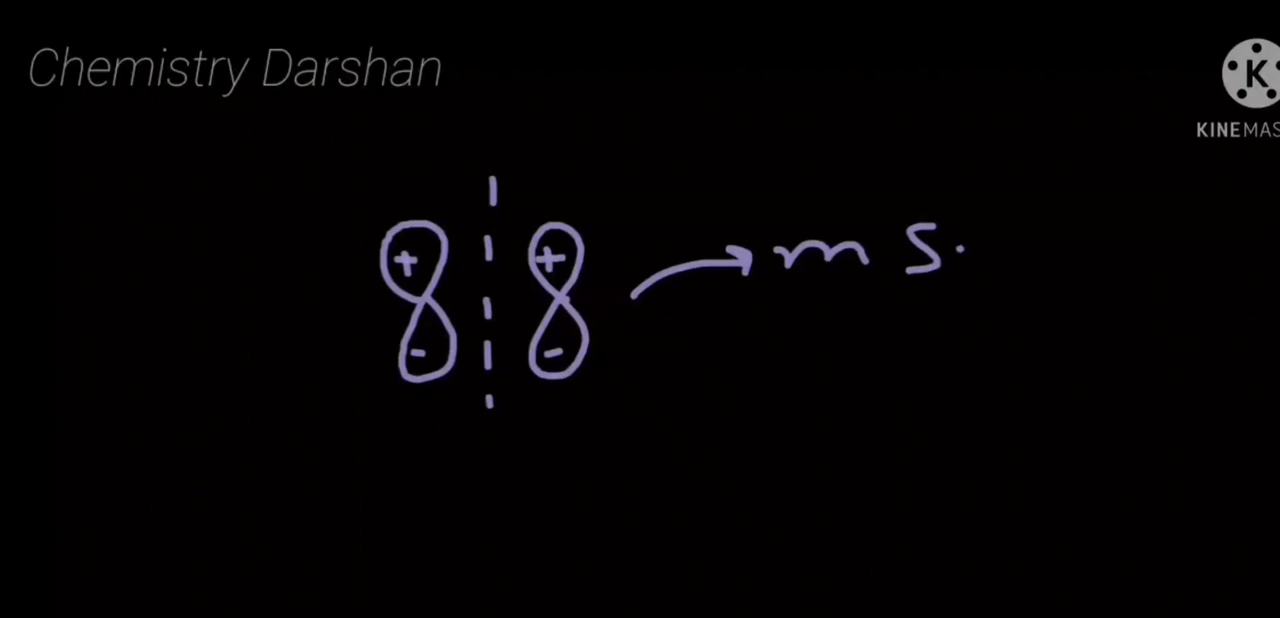 Chemistry Darshan
K
KINEMAS
+ + m s.
- -